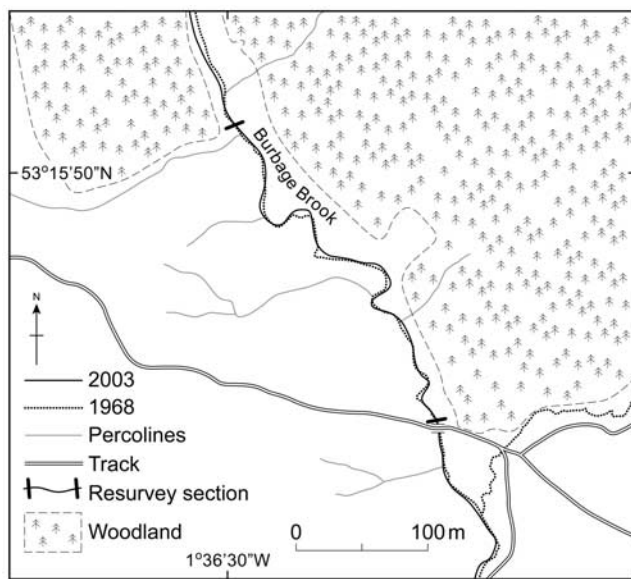 Burbage Brook
53°15'50"N
N
2003
1968
Percolines
Track
Resurvey section
Woodland
0 100 m
1°36'30"W